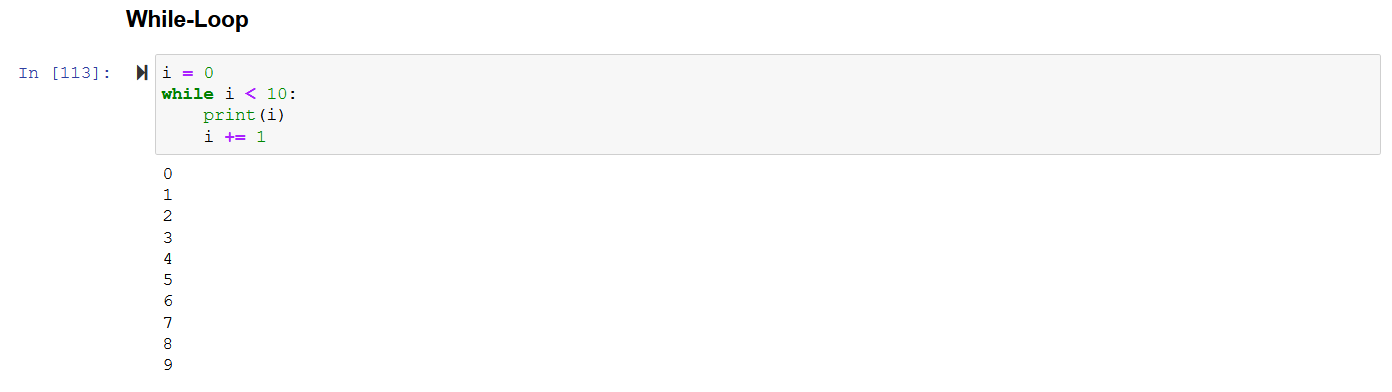 While-Loop
In [113]:
i = 0
while i < 10:
    print(i)
    i += 1
0
1
2
3
4
5
6
7
8
9